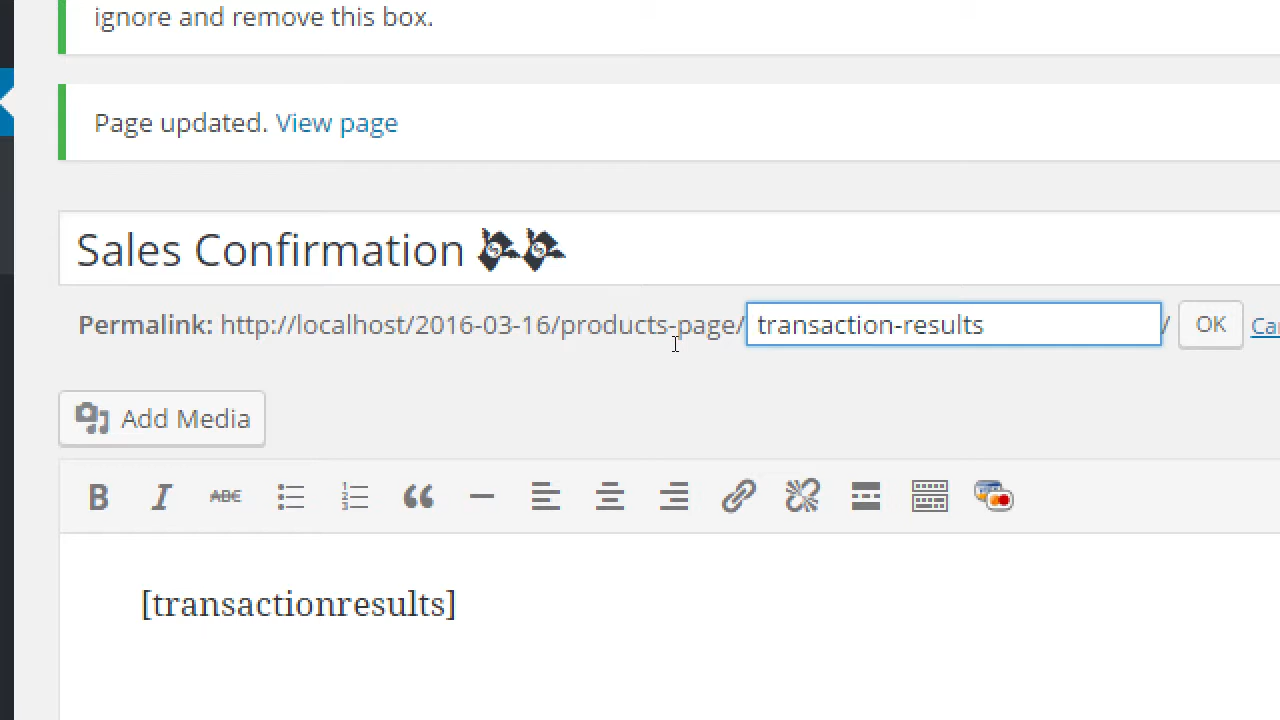 ignore and remove this box.
Page updated. View page
Sales Confirmation 💸💸
Permalink: http://localhost/2016-03-16/products-page/ transaction-results / OK
Add Media
B I ABC
[transactionresults]